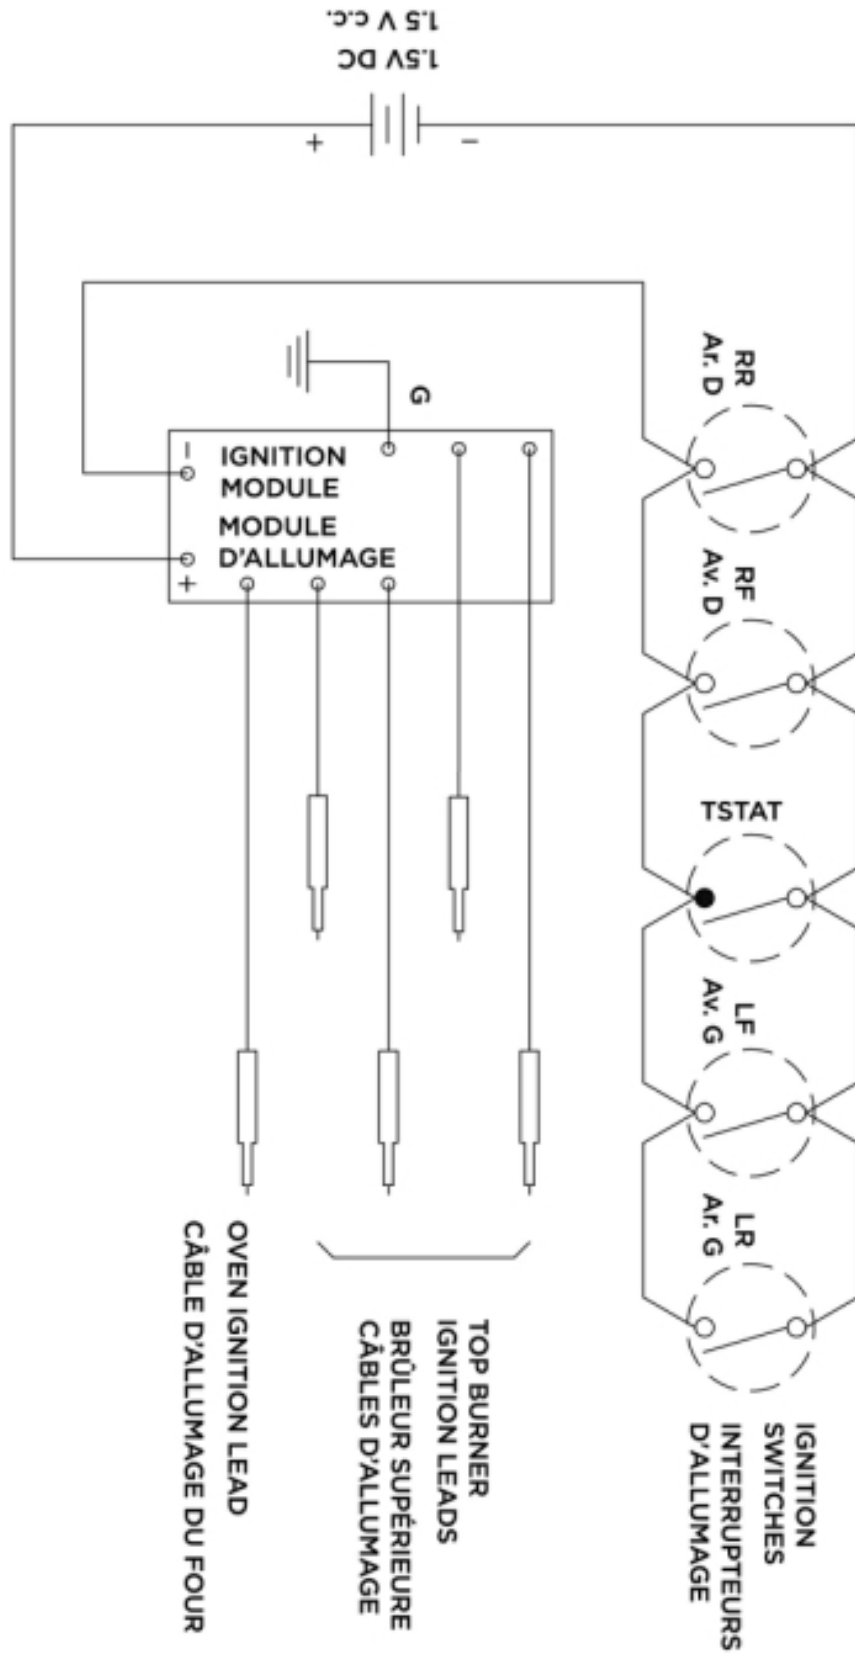 1.5 V c.c.
1.5V DC
+
−
RR
Ar. D
G
−
IGNITION
MODULE
MODULE
D'ALLUMAGE
+
RF
Av. D
TSTAT
LF
Av. G
LR
Ar. G
OVEN IGNITION LEAD
CÂBLE D'ALLUMAGE DU FOUR
TOP BURNER
IGNITION LEADS
BRÛLEUR SUPÉRIEURE
CÂBLES D'ALLUMAGE
IGNITION
SWITCHES
INTERRUPTEURS
D'ALLUMAGE